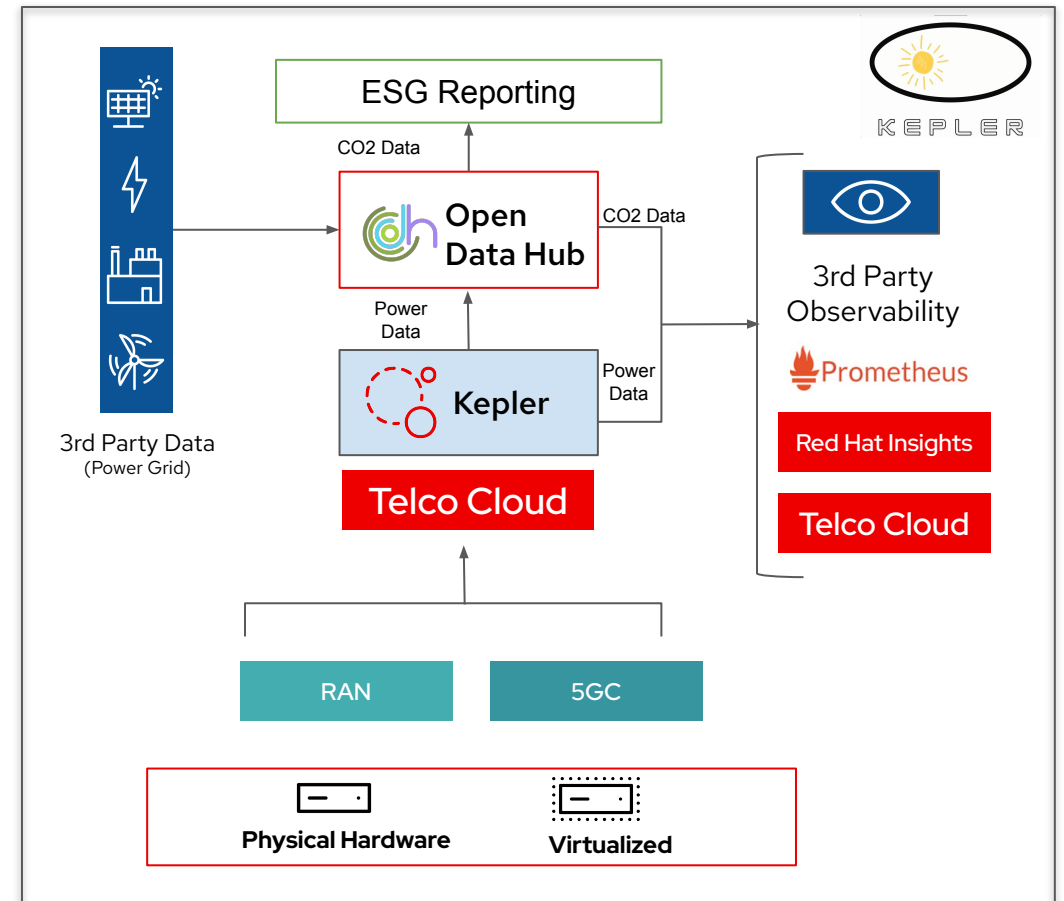 KEPLER
ESG Reporting
CO2 Data
Open
Data Hub
CO2 Data
Power
Data
Kepler
Power
Data
Telco Cloud
3rd Party Data
(Power Grid)
3rd Party
Observability
Prometheus
Red Hat Insights
Telco Cloud
RAN
5GC
Physical Hardware
Virtualized